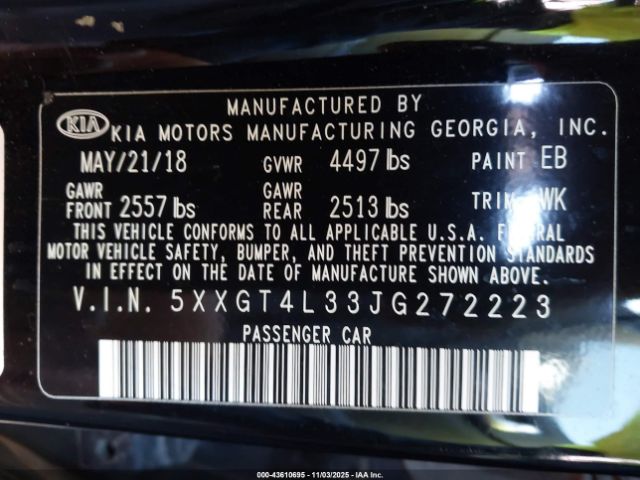 MANUFACTURED BY
KIA KIA MOTORS MANUFACTURING GEORGIA, INC.
MAY/21/18 GVWR 4497 lbs PAINT EB
GAWR FRONT 2557 lbs GAWR REAR 2513 lbs TRIM WK
THIS VEHICLE CONFORMS TO ALL APPLICABLE U.S.A. FEDERAL
MOTOR VEHICLE SAFETY, BUMPER, AND THEFT PREVENTION STANDARDS
IN EFFECT ON THE DATE OF MANUFACTURE SHOWN ABOVE.
V.I.N. 5XXGT4L33JG272223
PASSENGER CAR
000-43610695 - 11/03/2025 - IAA Inc.